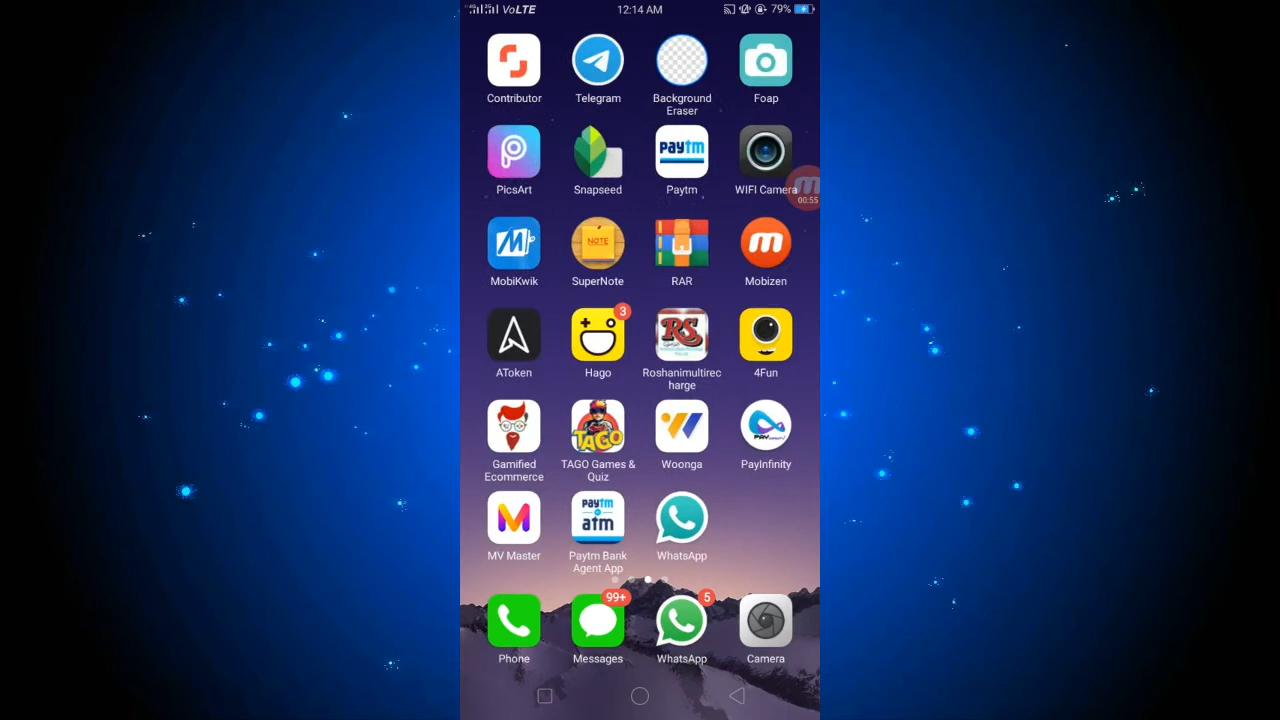 VoLTE 12:14 AM 79%
Contributor Telegram Background Eraser Foap
PicsArt Snapseed paytm Paytm WIFI Camera
00:55
MobiKwik NOTE SuperNote RAR Mobizen
AToken 3 Hago RS Roshanimultirecharge 4Fun
Gamified Ecommerce TAGO TAGO Games & Quiz Woonga PAY PayInfinity
MV Master paytm atm Paytm Bank Agent App WhatsApp
Phone 99+ Messages 5 WhatsApp Camera